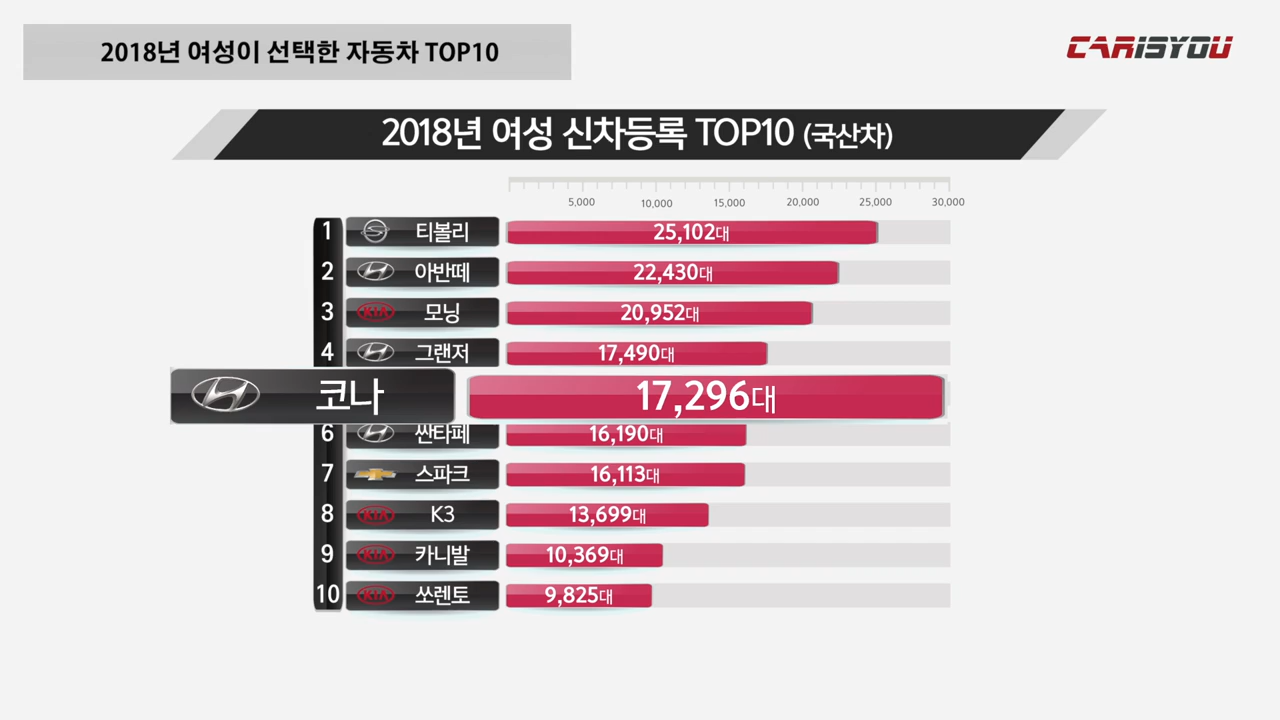 2018년 여성이 선택한 자동차 TOP10
CARISYOU
2018년 여성 신차등록 TOP10 (국산차)
5,000 10,000 15,000 20,000 25,000 30,000
1 티볼리 25,102대
2 아반떼 22,430대
3 KIA 모닝 20,952대
4 그랜저 17,490대
코나 17,296대
6 싼타페 16,190대
7 스파크 16,113대
8 KIA K3 13,699대
9 KIA 카니발 10,369대
10 KIA 쏘렌토 9,825대